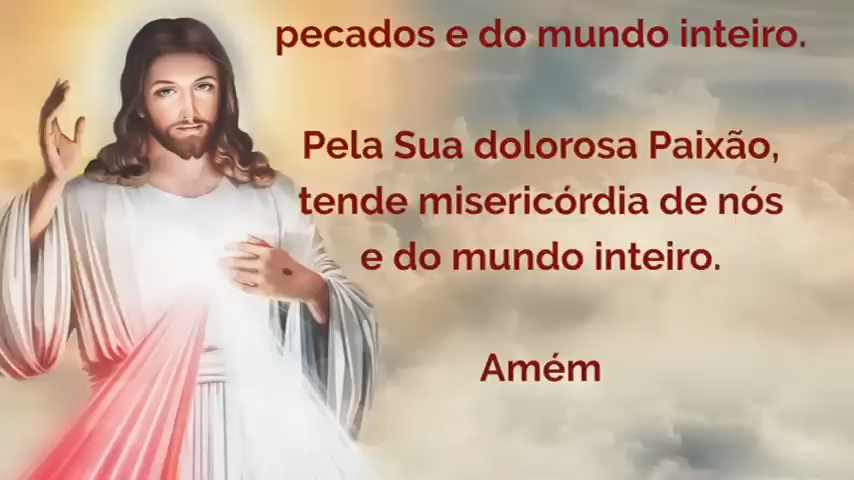 pecados e do mundo inteiro.
Pela Sua dolorosa Paixão,
tende misericórdia de nós
e do mundo inteiro.
Amém